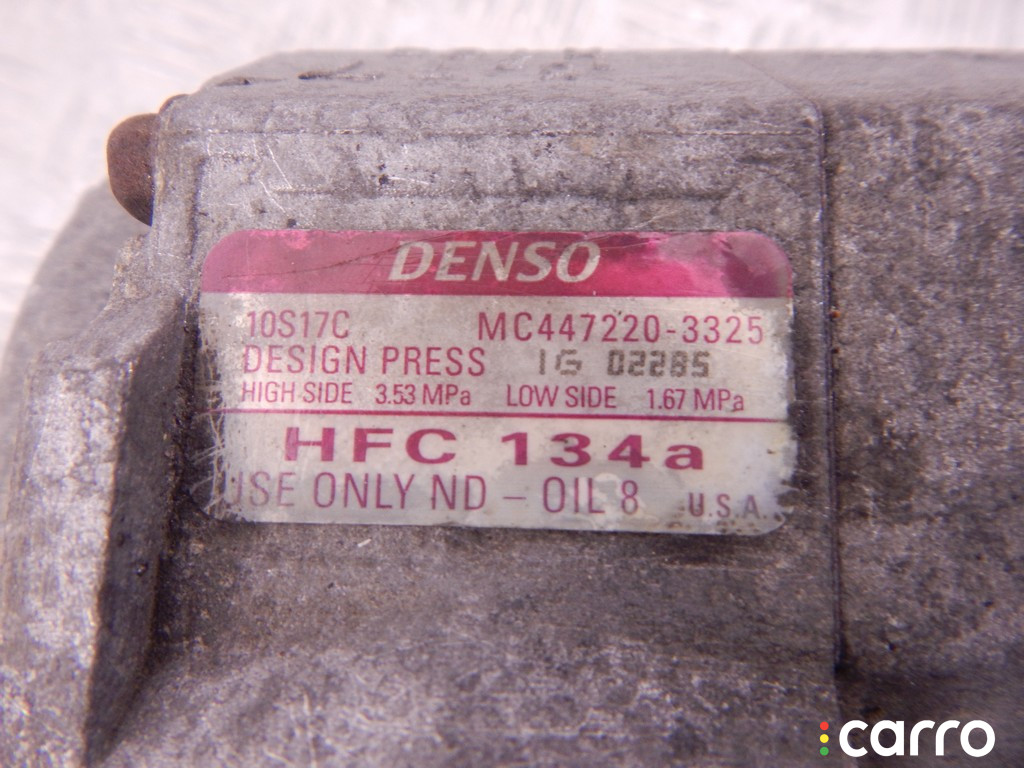 DENSO
10S17C MC447220-3325
DESIGN PRESS IG 02285
HIGH SIDE 3.53 MPa LOW SIDE 1.67 MPa
HFC 134a
USE ONLY ND - OIL 8 U.S.A.
carro